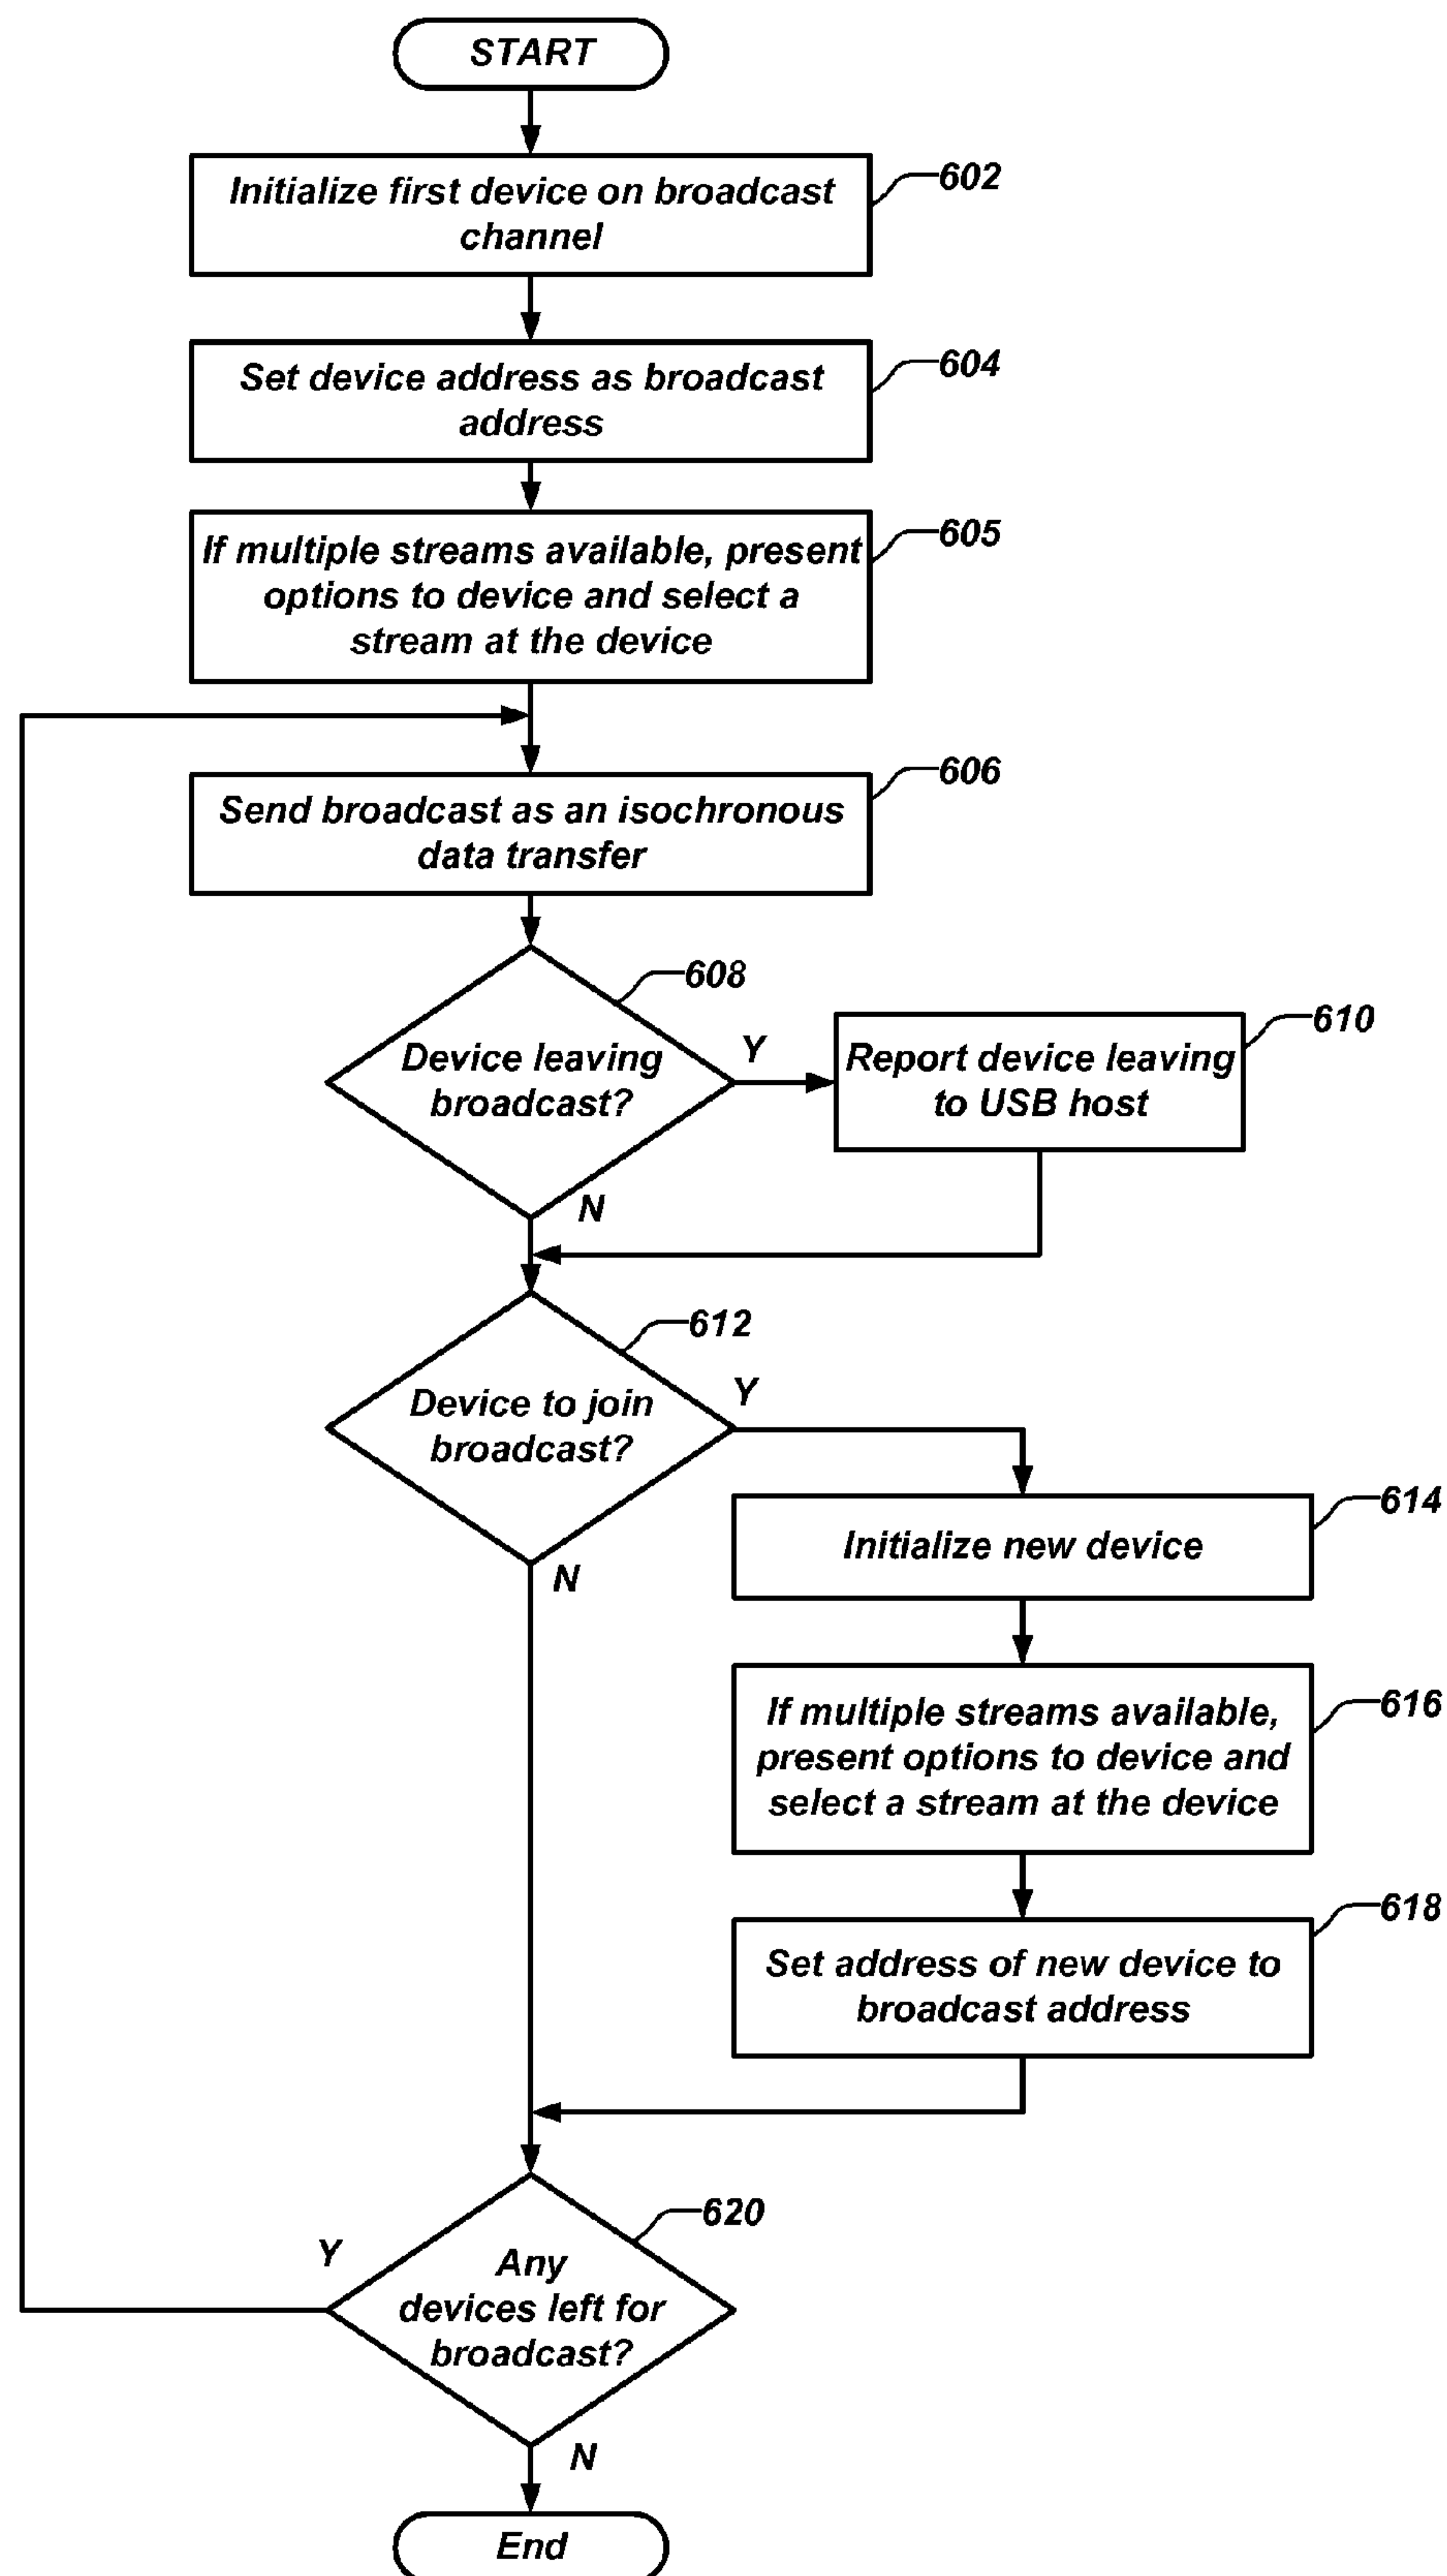 START
Initialize first device on broadcast
channel
602
Set device address as broadcast
address
604
If multiple streams available, present
options to device and select a
stream at the device
605
Send broadcast as an isochronous
data transfer
606
Device leaving
broadcast?
608
Y
N
Report device leaving
to USB host
610
Device to join
broadcast?
612
Y
N
Initialize new device
614
If multiple streams available,
present options to device and
select a stream at the device
616
Set address of new device to
broadcast address
618
Any
devices left for
broadcast?
620
Y
N
End